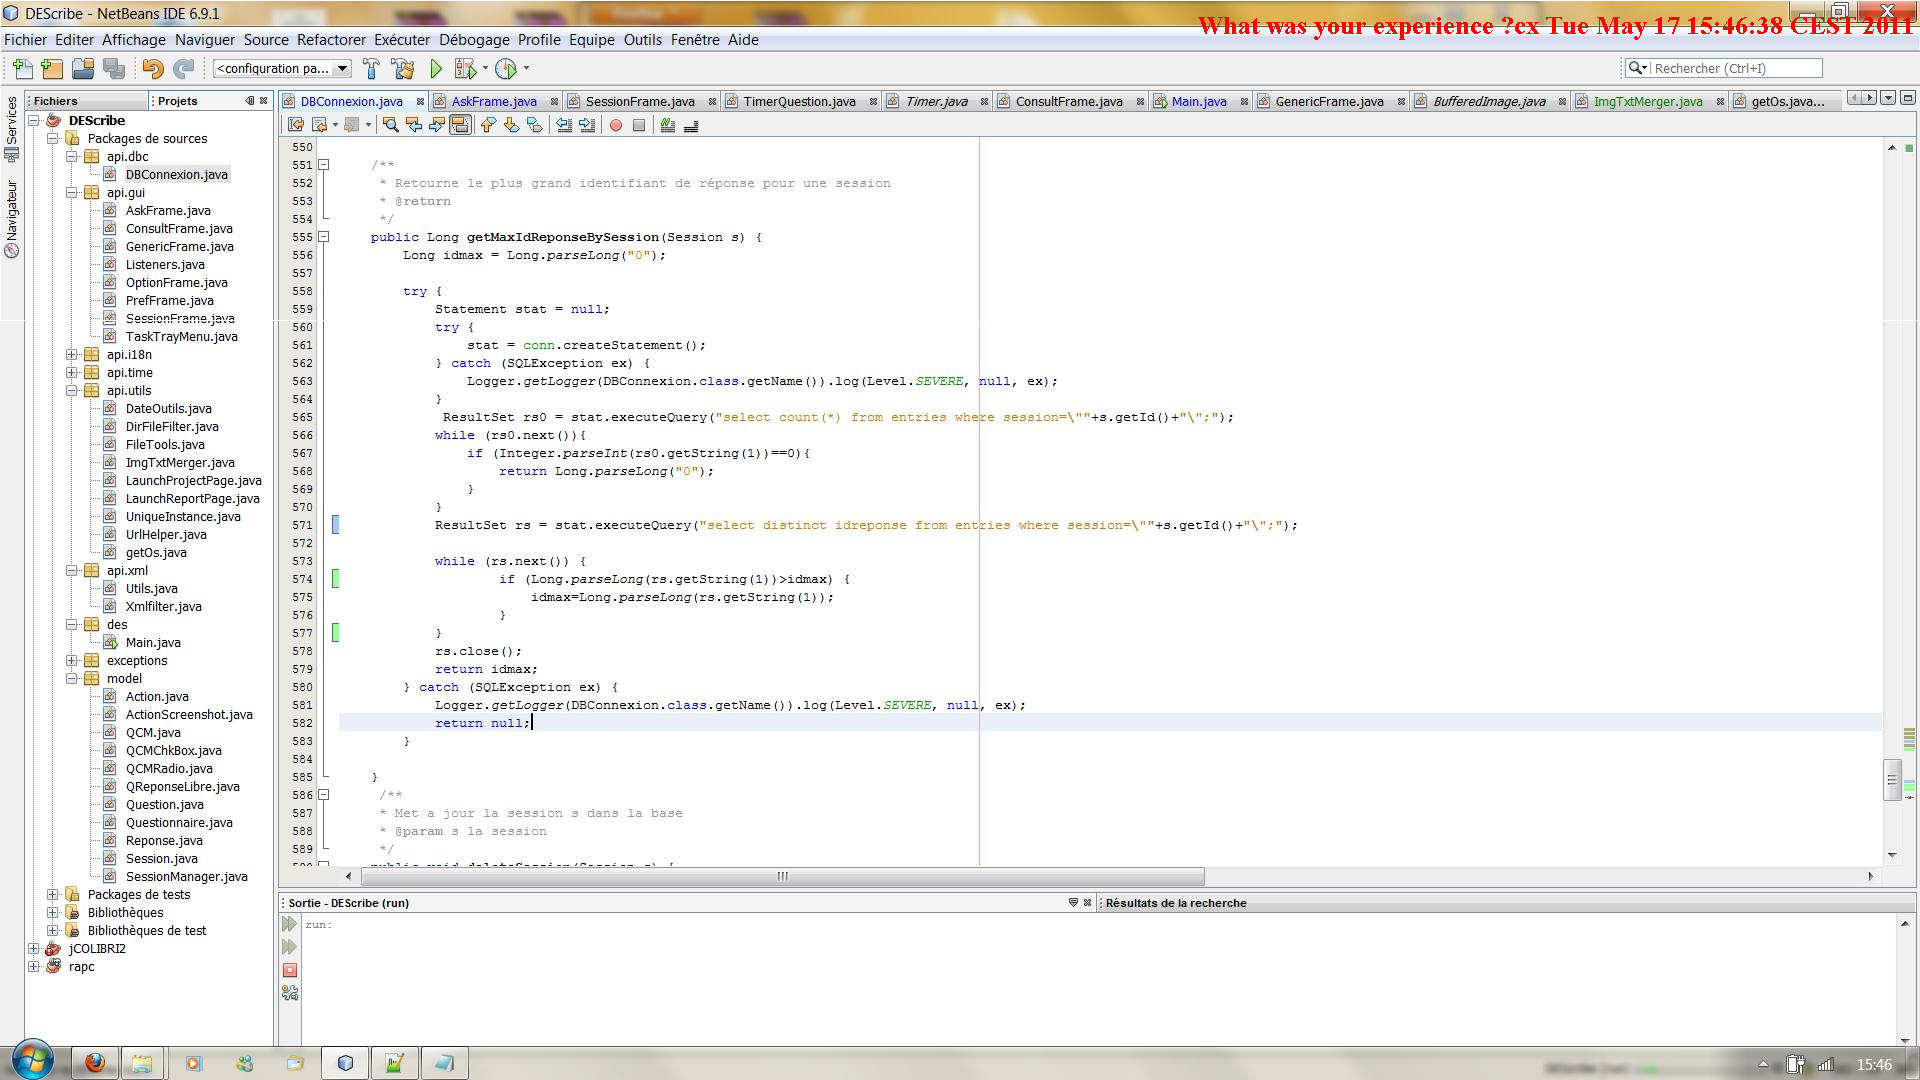 DEScribe - NetBeans IDE 6.9.1
What was your experience ?cx Tue May 17 15:46:38 CEST 2011
Fichier Editer Affichage Naviguer Source Refactorer Exécuter Débogage Profile Equipe Outils Fenêtre Aide
<configuration pa...
Rechercher (Ctrl+I)
Services
Navigateur
Fichiers
Projets
DEScribe
Packages de sources
api.dbc
DBConnexion.java
api.gui
AskFrame.java
ConsultFrame.java
GenericFrame.java
Listeners.java
OptionFrame.java
PrefFrame.java
SessionFrame.java
TaskTrayMenu.java
api.i18n
api.time
api.utils
DateOutils.java
DirFileFilter.java
FileTools.java
ImgTxtMerger.java
LaunchProjectPage.java
LaunchReportPage.java
UniqueInstance.java
UrlHelper.java
getOs.java
api.xml
Utils.java
Xmlfilter.java
des
Main.java
exceptions
model
Action.java
ActionScreenshot.java
QCM.java
QCMChkBox.java
QCMRadio.java
QReponseLibre.java
Question.java
Questionnaire.java
Reponse.java
Session.java
SessionManager.java
Packages de tests
Bibliothèques
Bibliothèques de test
jCOLIBRI2
rapc
DBConnexion.java AskFrame.java SessionFrame.java TimerQuestion.java Timer.java ConsultFrame.java Main.java GenericFrame.java BufferedImage.java ImgTxtMerger.java getOs.java...
550
551 /**
552 * Retourne le plus grand identifiant de réponse pour une session
553 * @return
554 */
555 public Long getMaxIdReponseBySession(Session s) {
556 Long idmax = Long.parseLong("0");
557
558 try {
559 Statement stat = null;
560 try {
561 stat = conn.createStatement();
562 } catch (SQLException ex) {
563 Logger.getLogger(DBConnexion.class.getName()).log(Level.SEVERE, null, ex);
564 }
565 ResultSet rs0 = stat.executeQuery("select count(*) from entries where session=\""+s.getId()+"\";");
566 while (rs0.next()){
567 if (Integer.parseInt(rs0.getString(1))==0){
568 return Long.parseLong("0");
569 }
570 }
571 ResultSet rs = stat.executeQuery("select distinct idreponse from entries where session=\""+s.getId()+"\";");
572
573 while (rs.next()) {
574 if (Long.parseLong(rs.getString(1))>idmax) {
575 idmax=Long.parseLong(rs.getString(1));
576 }
577 }
578 rs.close();
579 return idmax;
580 } catch (SQLException ex) {
581 Logger.getLogger(DBConnexion.class.getName()).log(Level.SEVERE, null, ex);
582 return null;
583 }
584
585 }
586 /**
587 * Met a jour la session s dans la base
588 * @param s la session
589 */
Sortie - DEScribe (run)
Résultats de la recherche
run:
15:46